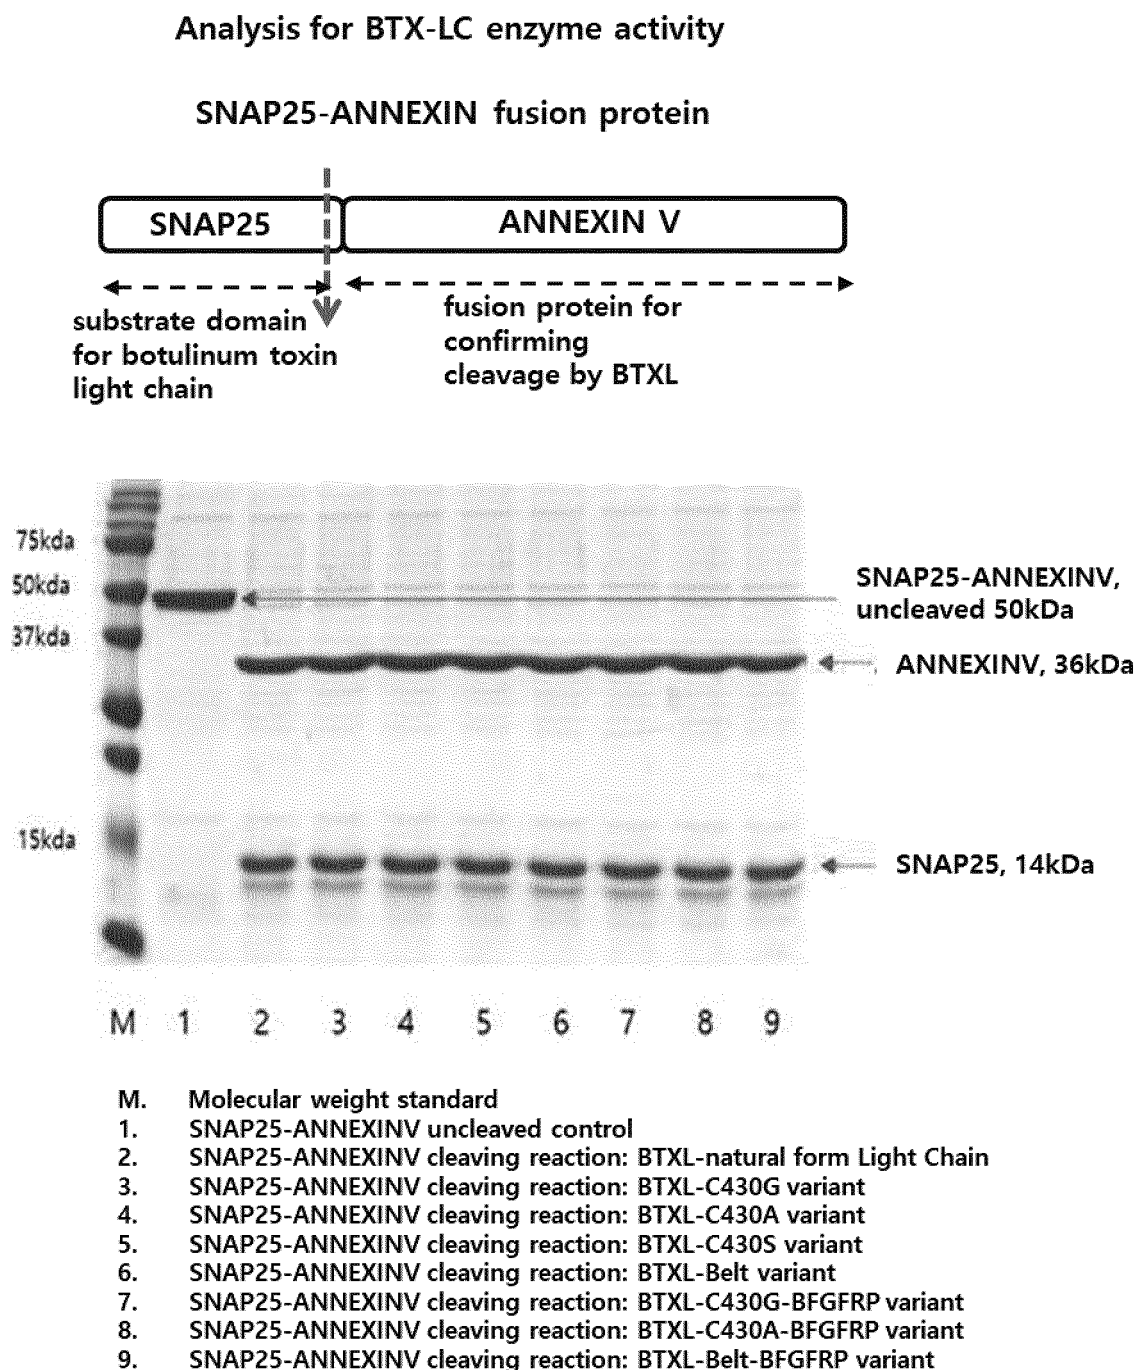 Analysis for BTX-LC enzyme activity
SNAP25-ANNEXIN fusion protein
SNAP25
ANNEXIN V
substrate domain
for botulinum toxin
light chain
fusion protein for
confirming
cleavage by BTXL
75kda
50kda
37kda
15kda
SNAP25-ANNEXINV,
uncleaved 50kDa
ANNEXINV, 36kDa
SNAP25, 14kDa
M 1 2 3 4 5 6 7 8 9
M. Molecular weight standard
1. SNAP25-ANNEXINV uncleaved control
2. SNAP25-ANNEXINV cleaving reaction: BTXL-natural form Light Chain
3. SNAP25-ANNEXINV cleaving reaction: BTXL-C430G variant
4. SNAP25-ANNEXINV cleaving reaction: BTXL-C430A variant
5. SNAP25-ANNEXINV cleaving reaction: BTXL-C430S variant
6. SNAP25-ANNEXINV cleaving reaction: BTXL-Belt variant
7. SNAP25-ANNEXINV cleaving reaction: BTXL-C430G-BFGFRP variant
8. SNAP25-ANNEXINV cleaving reaction: BTXL-C430A-BFGFRP variant
9. SNAP25-ANNEXINV cleaving reaction: BTXL-Belt-BFGFRP variant